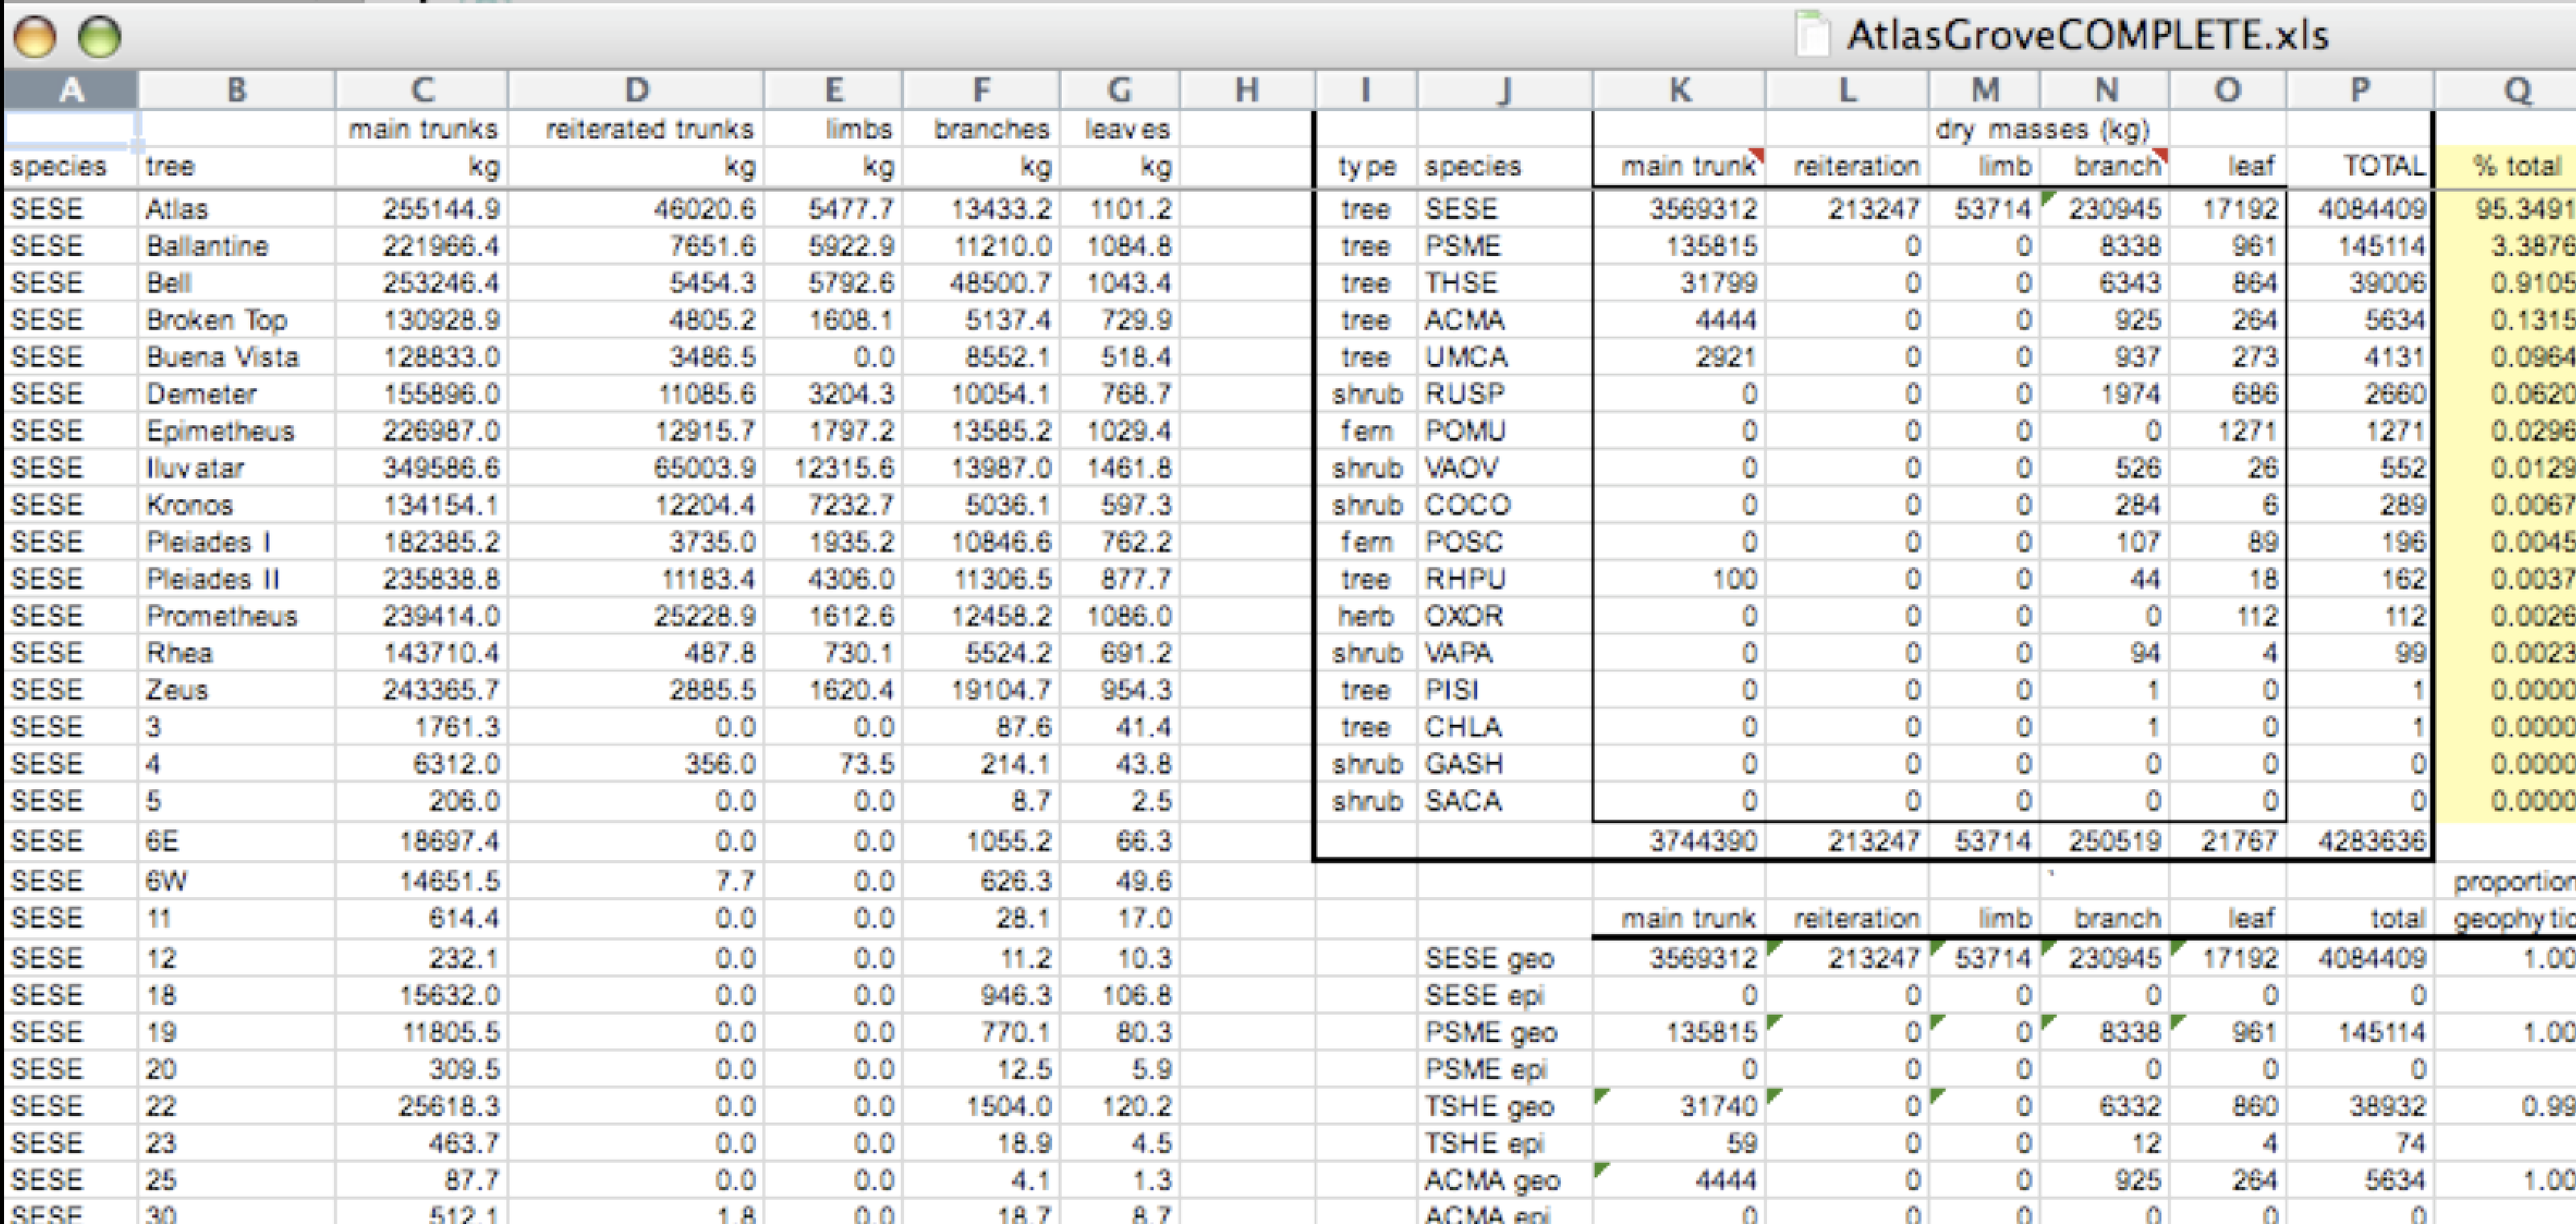 AtlasGroveCOMPLETE.xls
A B C D E F G H I J K L M N O P Q
main trunks reiterated trunks limbs branches leaves dry masses (kg)
species tree kg kg kg kg kg type species main trunk reiteration limb branch leaf TOTAL % total
SESE Atlas 255144.9 46020.6 5477.7 13433.2 1101.2 tree SESE 3569312 213247 53714 230945 17192 4084409 95.3491
SESE Ballantine 221966.4 7651.6 5922.9 11210.0 1084.8 tree PSME 135815 0 0 8338 961 145114 3.3876
SESE Bell 253246.4 5454.3 5792.6 48500.7 1043.4 tree THSE 31799 0 0 6343 864 39006 0.9105
SESE Broken Top 130928.9 4805.2 1608.1 5137.4 729.9 tree ACMA 4444 0 0 925 264 5634 0.1315
SESE Buena Vista 128833.0 3486.5 0.0 8552.1 518.4 tree UMCA 2921 0 0 937 273 4131 0.0964
SESE Demeter 155896.0 11085.6 3204.3 10054.1 768.7 shrub RUSP 0 0 0 1974 686 2660 0.0620
SESE Epimetheus 226987.0 12915.7 1797.2 13585.2 1029.4 fern POMU 0 0 0 0 1271 1271 0.0296
SESE Iluvatar 349586.6 65003.9 12315.6 13987.0 1461.8 shrub VAOV 0 0 0 526 26 552 0.0129
SESE Kronos 134154.1 12204.4 7232.7 5036.1 597.3 shrub COCO 0 0 0 284 6 289 0.0067
SESE Pleiades I 182385.2 3735.0 1935.2 10846.6 762.2 fern POSC 0 0 0 107 89 196 0.0045
SESE Pleiades II 235838.8 11183.4 4306.0 11306.5 877.7 tree RHPU 100 0 0 44 18 162 0.0037
SESE Prometheus 239414.0 25228.9 1612.6 12458.2 1086.0 herb OXOR 0 0 0 0 112 112 0.0026
SESE Rhea 143710.4 487.8 730.1 5524.2 691.2 shrub VAPA 0 0 0 94 4 99 0.0023
SESE Zeus 243365.7 2885.5 1620.4 19104.7 954.3 tree PISI 0 0 0 1 0 1 0.0000
SESE 3 1761.3 0.0 0.0 87.6 41.4 tree CHLA 0 0 0 1 0 1 0.0000
SESE 4 6312.0 356.0 73.5 214.1 43.8 shrub GASH 0 0 0 0 0 0 0.0000
SESE 5 206.0 0.0 0.0 8.7 2.5 shrub SACA 0 0 0 0 0 0 0.0000
SESE 6E 18697.4 0.0 0.0 1055.2 66.3 3744390 213247 53714 250519 21767 4283636
SESE 6W 14651.5 7.7 0.0 626.3 49.6 proportion
SESE 11 614.4 0.0 0.0 28.1 17.0 main trunk reiteration limb branch leaf total geophytic
SESE 12 232.1 0.0 0.0 11.2 10.3 SESE geo 3569312 213247 53714 230945 17192 4084409 1.00
SESE 18 15632.0 0.0 0.0 946.3 106.8 SESE epi 0 0 0 0 0 0
SESE 19 11805.5 0.0 0.0 770.1 80.3 PSME geo 135815 0 0 8338 961 145114 1.00
SESE 20 309.5 0.0 0.0 12.5 5.9 PSME epi 0 0 0 0 0 0
SESE 22 25618.3 0.0 0.0 1504.0 120.2 TSHE geo 31740 0 0 6332 860 38932 0.99
SESE 23 463.7 0.0 0.0 18.9 4.5 TSHE epi 59 0 0 12 4 74
SESE 25 87.7 0.0 0.0 4.1 1.3 ACMA geo 4444 0 0 925 264 5634 1.00
SESE 30 512.1 1.8 0.0 18.7 8.7 ACMA epi 0 0 0 0 0 0